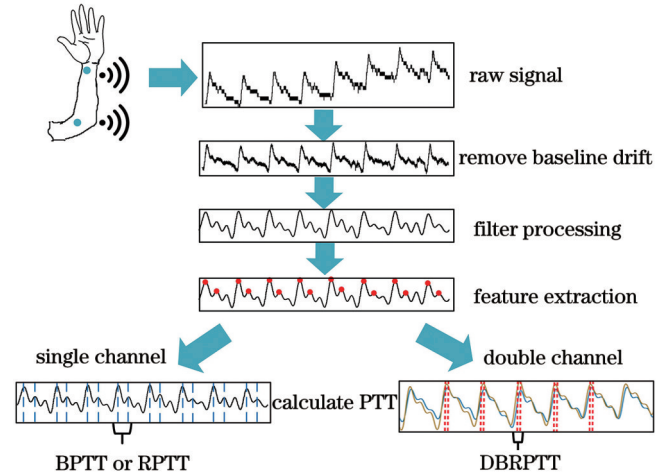 raw signal
remove baseline drift
filter processing
feature extraction
single channel
double channel
calculate PTT
BPTT or RPTT
DBRPTT